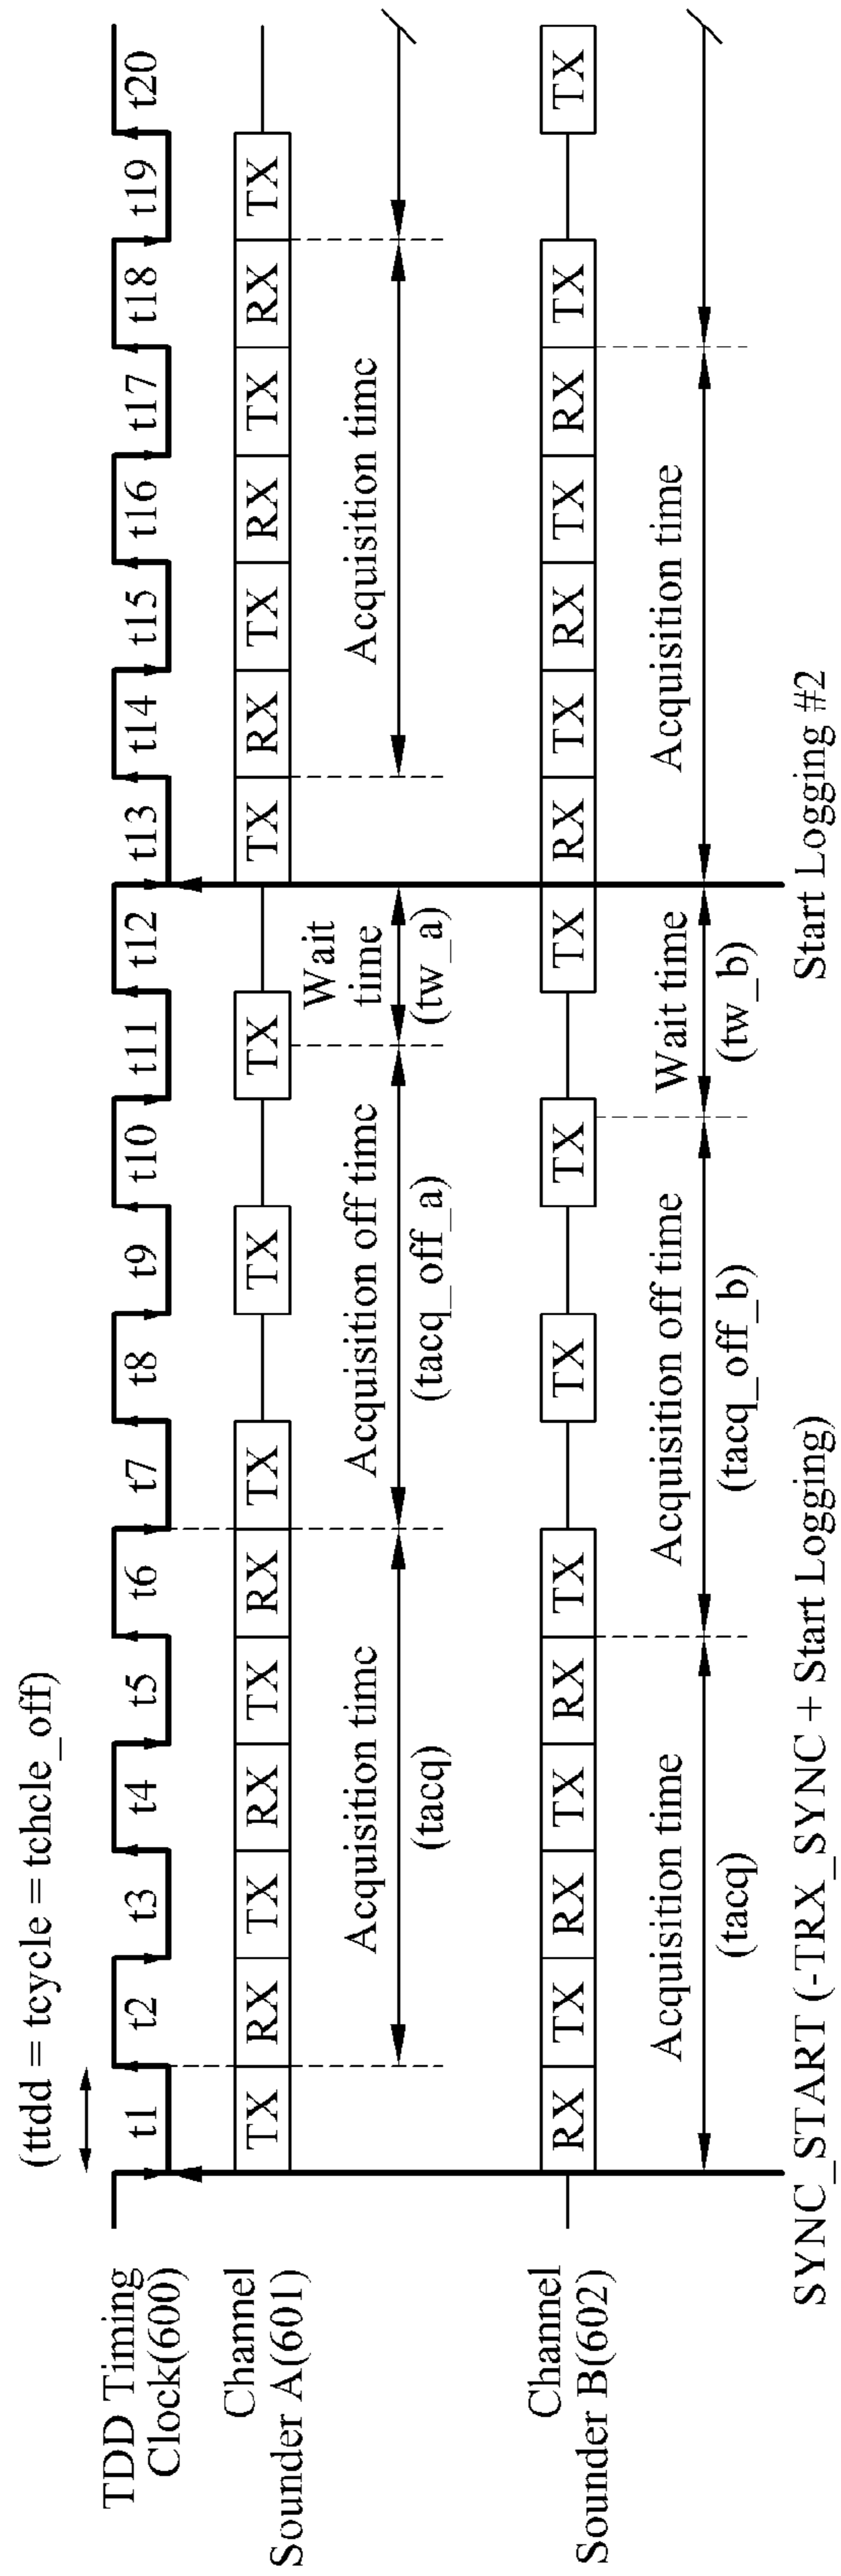 (ttdd = tcycle = tchcle_off)
TDD Timing
Clock(600)
t1 t2 t3 t4 t5 t6 t7 t8 t9 t10 t11 t12 t13 t14 t15 t16 t17 t18 t19 t20
Channel
Sounder A(601)
TX RX TX RX TX RX TX TX TX TX RX TX RX TX RX TX
Acquisition time
(tacq)
Acquisition off time
(tacq_off_a)
Wait
time
(tw_a)
Acquisition time
Channel
Sounder B(602)
RX TX RX TX RX TX TX TX TX RX TX RX TX RX TX TX
Acquisition time
(tacq)
Acquisition off time
(tacq_off_b)
Wait time
(tw_b)
Acquisition time
SYNC_START (-TRX_SYNC + Start Logging)
Start Logging #2